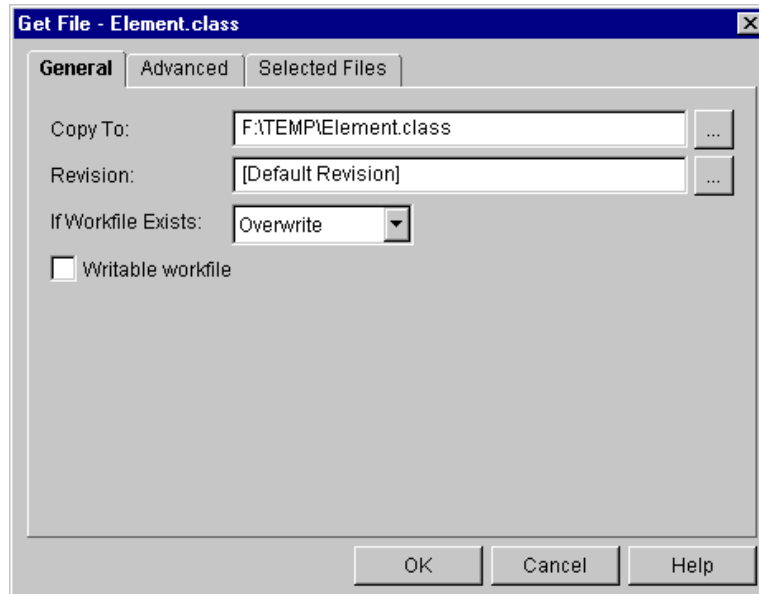 Get File - Element.class
General Advanced Selected Files
Copy To: F:\TEMP\Element.class ...
Revision: [Default Revision] ...
If Workfile Exists: Overwrite
Writable workfile
OK Cancel Help